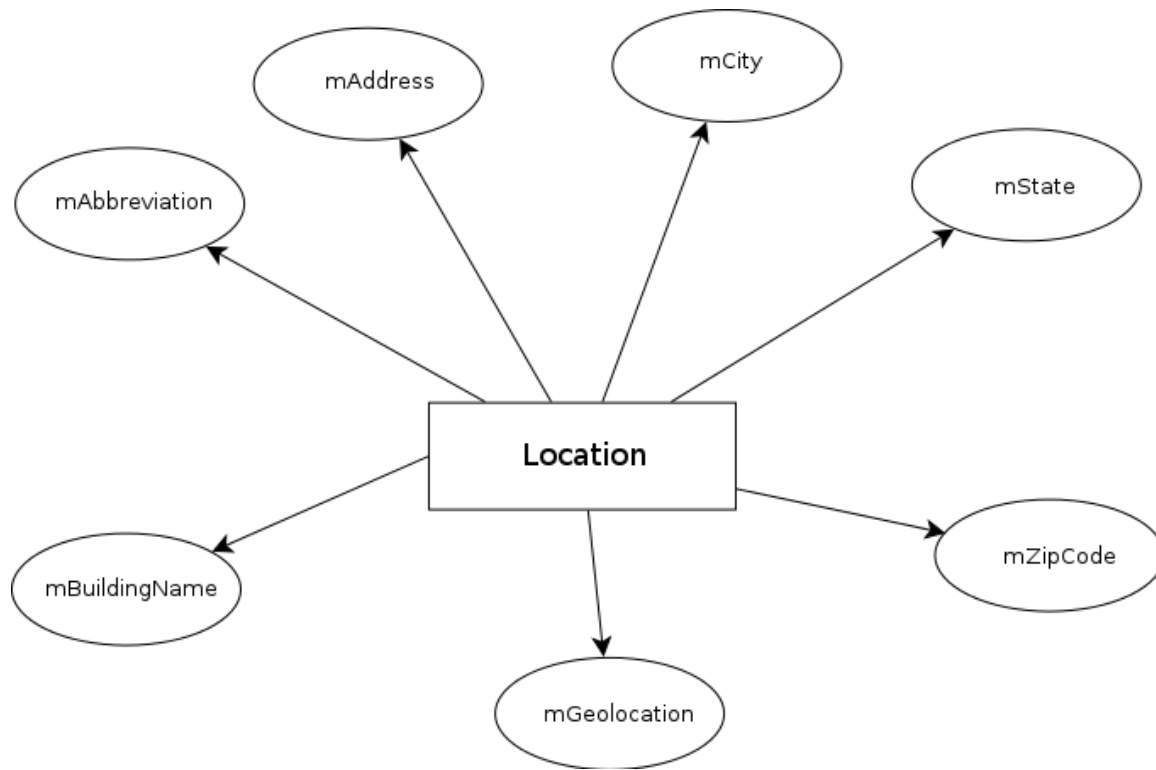 mCity
mAddress
mState
mAbbreviation
Location
mZipCode
mBuildingName
mGeolocation